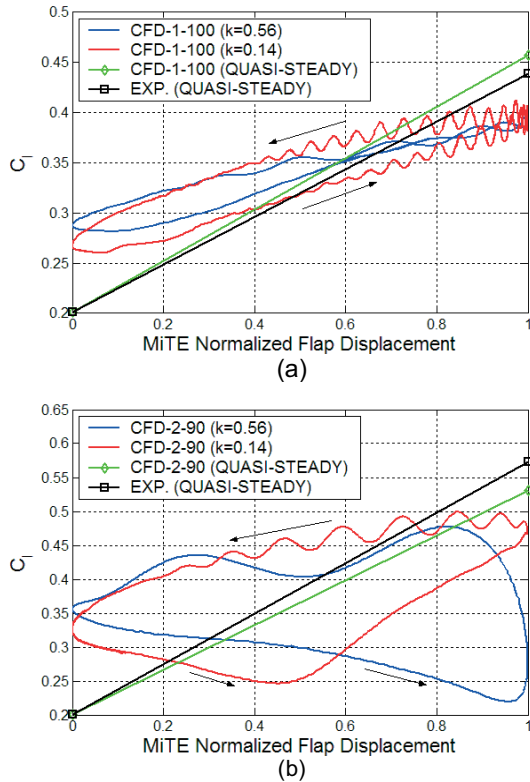 0.5
0.45
0.4
0.35
0.3
0.25
0.2
C_l
CFD-1-100 (k=0.56)
CFD-1-100 (k=0.14)
CFD-1-100 (QUASI-STEADY)
EXP. (QUASI-STEADY)
0 0.2 0.4 0.6 0.8 1
MiTE Normalized Flap Displacement
(a)
0.65
0.6
0.55
0.5
0.45
0.4
0.35
0.3
0.25
0.2
C_l
CFD-2-90 (k=0.56)
CFD-2-90 (k=0.14)
CFD-2-90 (QUASI-STEADY)
EXP. (QUASI-STEADY)
0 0.2 0.4 0.6 0.8 1
MiTE Normalized Flap Displacement
(b)